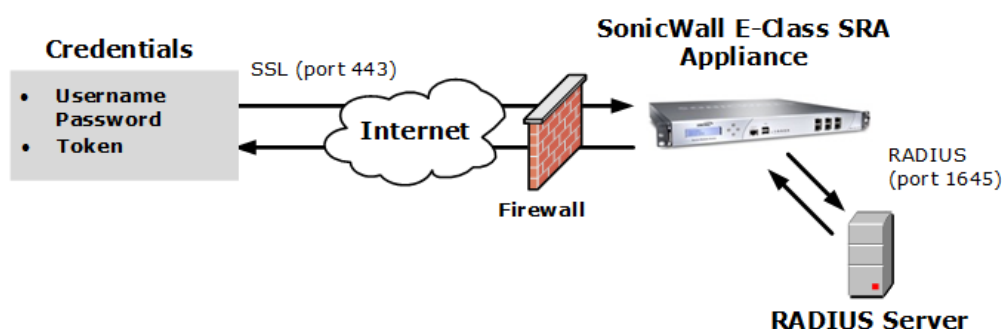 Credentials
• Username
Password
• Token
SSL (port 443)
Internet
Firewall
SonicWall E-Class SRA
Appliance
RADIUS
(port 1645)
RADIUS Server